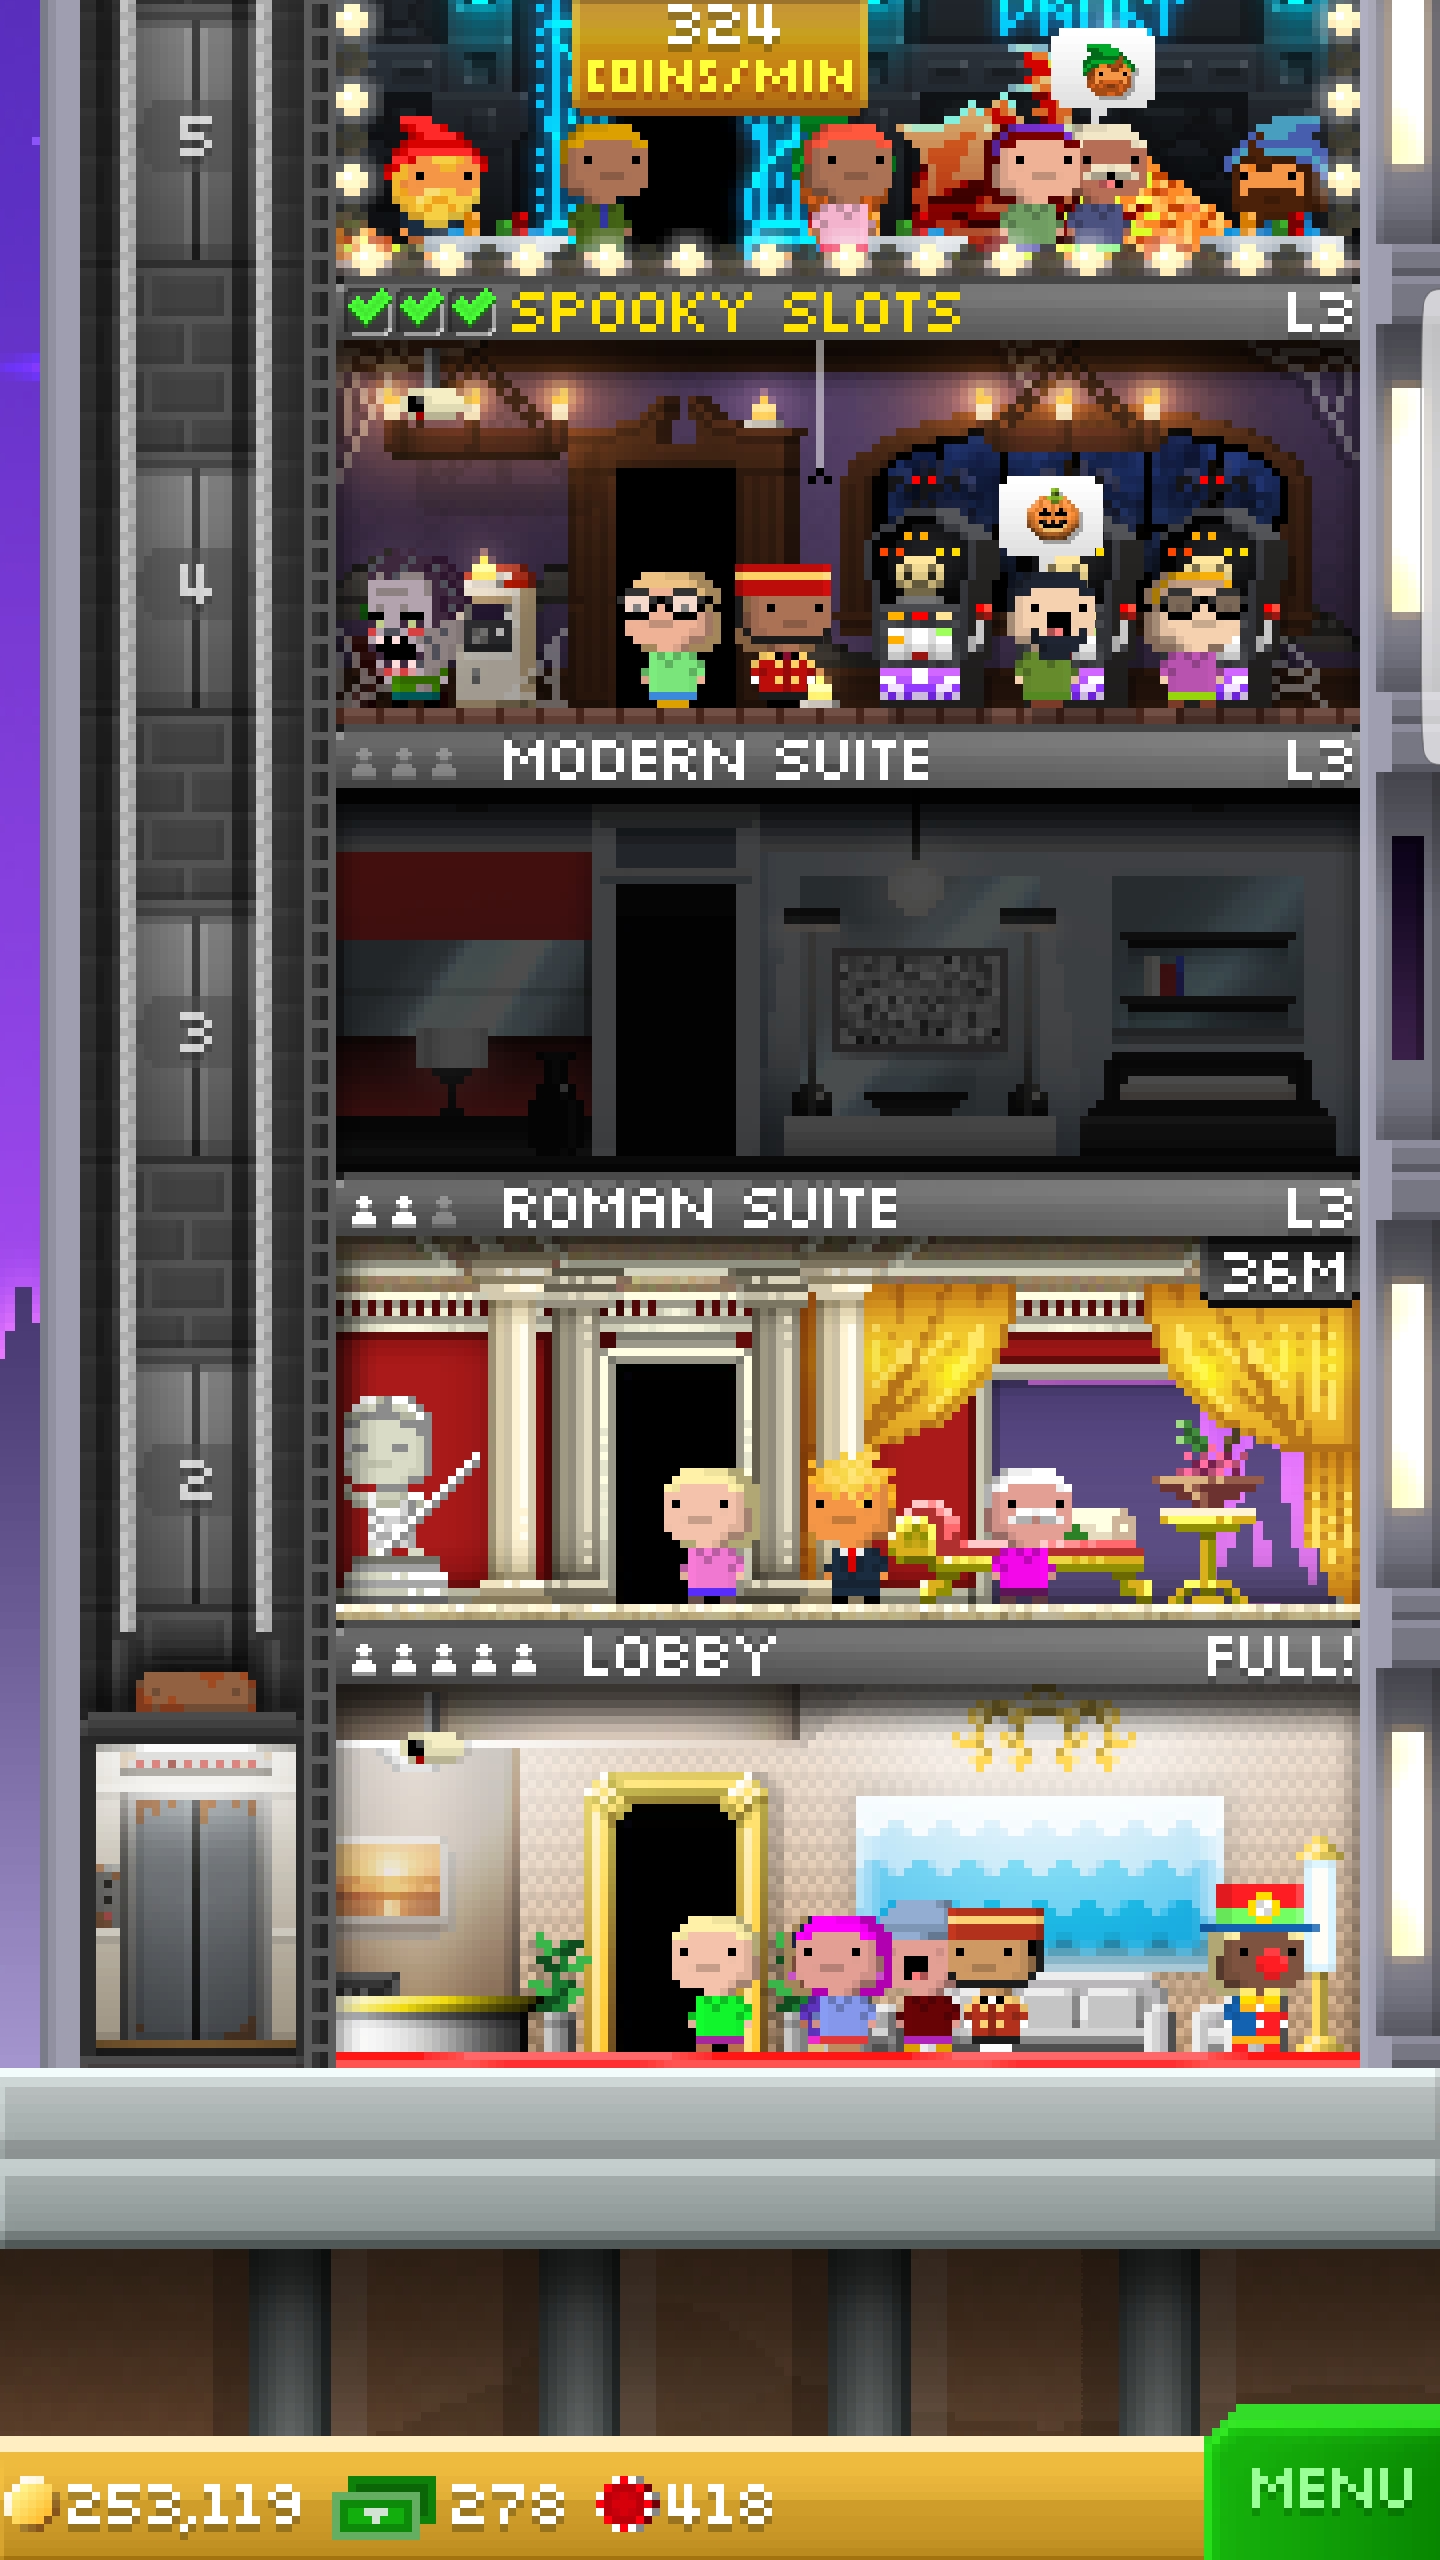 324
COINS/MIN
5
SPOOKY SLOTS L3
4
MODERN SUITE L3
3
ROMAN SUITE L3
36M
2
LOBBY FULL!
253,119 278 418 MENU